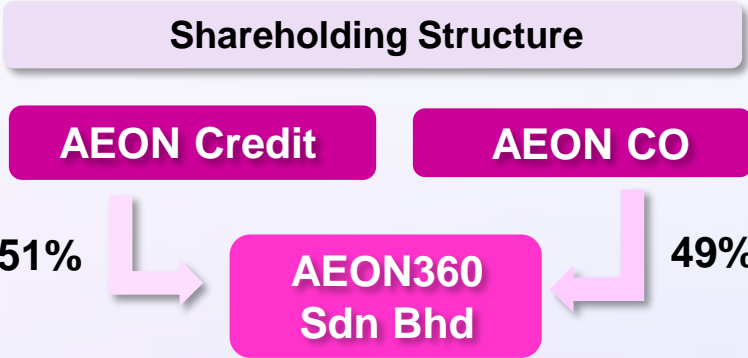 Shareholding Structure
AEON Credit
AEON CO
51%
49%
AEON360
Sdn Bhd